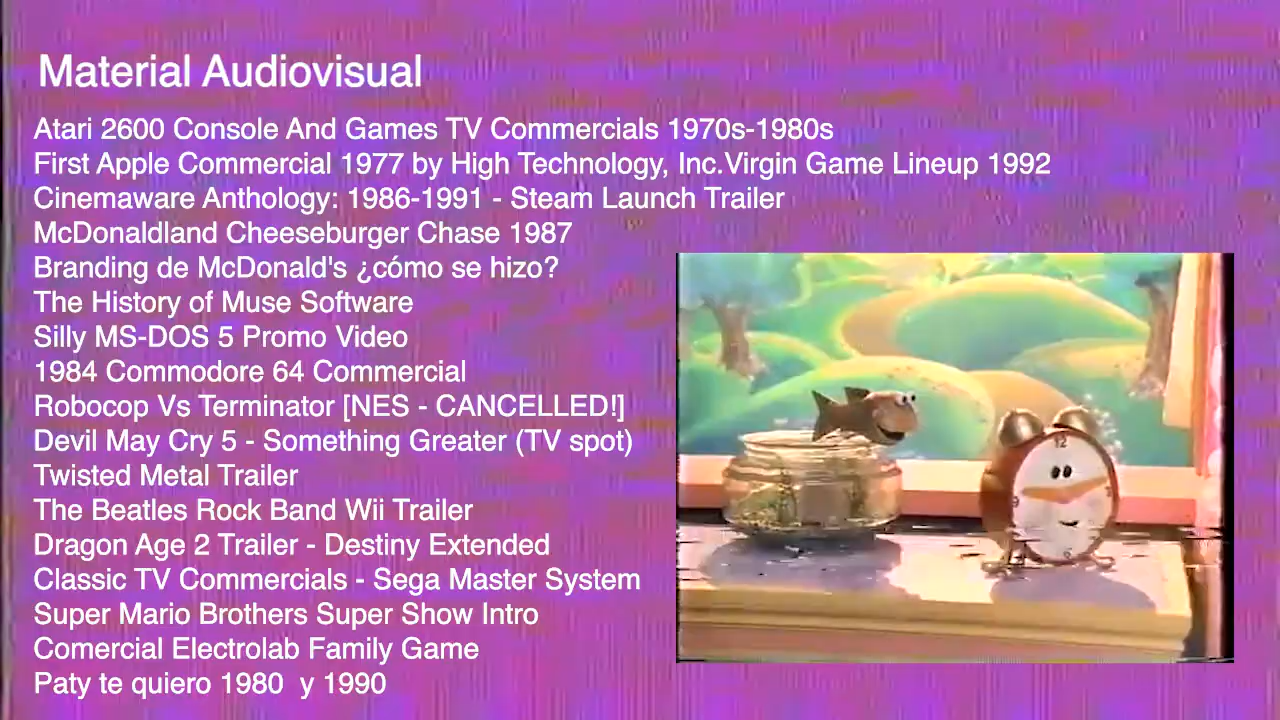 Material Audiovisual
Atari 2600 Console And Games TV Commercials 1970s-1980s
First Apple Commercial 1977 by High Technology, Inc.Virgin Game Lineup 1992
Cinemaware Anthology: 1986-1991 - Steam Launch Trailer
McDonaldland Cheeseburger Chase 1987
Branding de McDonald's ¿cómo se hizo?
The History of Muse Software
Silly MS-DOS 5 Promo Video
1984 Commodore 64 Commercial
Robocop Vs Terminator [NES - CANCELLED!]
Devil May Cry 5 - Something Greater (TV spot)
Twisted Metal Trailer
The Beatles Rock Band Wii Trailer
Dragon Age 2 Trailer - Destiny Extended
Classic TV Commercials - Sega Master System
Super Mario Brothers Super Show Intro
Comercial Electrolab Family Game
Paty te quiero 1980  y 1990
12